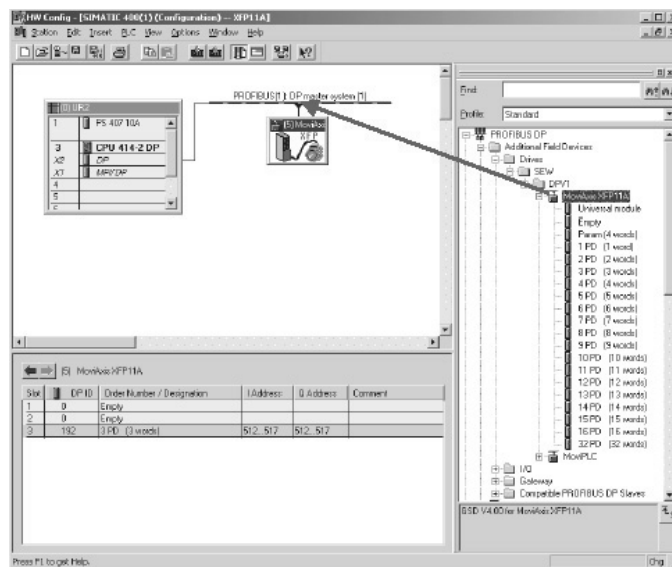 HW Config - [SIMATIC 400(1) (Configuration) -- XFP11A]
Station Edit Insert PLC View Options Window Help
PROFIBUS(1): DP master system (1)
(0) UR2
1 PS 407 10A
3 CPU 414-2 DP
X2 DP
X1 MPI/DP
4
5
6
(5) MoviAxis
XFP
Find:
Profile: Standard
PROFIBUS DP
Additional Field Devices
Drives
SEW
DPV1
MoviAxis XFP11A
Universal module
Empty
Param (4 words)
1 PD (1 word)
2 PD (2 words)
3 PD (3 words)
4 PD (4 words)
5 PD (5 words)
6 PD (6 words)
7 PD (7 words)
8 PD (8 words)
9 PD (9 words)
10 PD (10 words)
11 PD (11 words)
12 PD (12 words)
13 PD (13 words)
14 PD (14 words)
15 PD (15 words)
16 PD (16 words)
32 PD (32 words)
MoviPLC
I/O
Gateway
Compatible PROFIBUS DP Slaves
GSD V4.00 for MoviAxis XFP11A
(5) MoviAxis XFP11A
Slot DP ID Order Number / Designation I Address Q Address Comment
1 0 Empty
2 0 Empty
3 192 3 PD (3 words) 512..517 512..517
Press F1 to get Help.
Chg